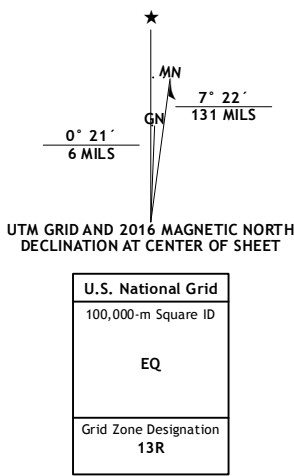 ★
MN
7° 22´
131 MILS
GN
0° 21´
6 MILS
UTM GRID AND 2016 MAGNETIC NORTH
DECLINATION AT CENTER OF SHEET
U.S. National Grid
100,000-m Square ID
EQ
Grid Zone Designation
13R